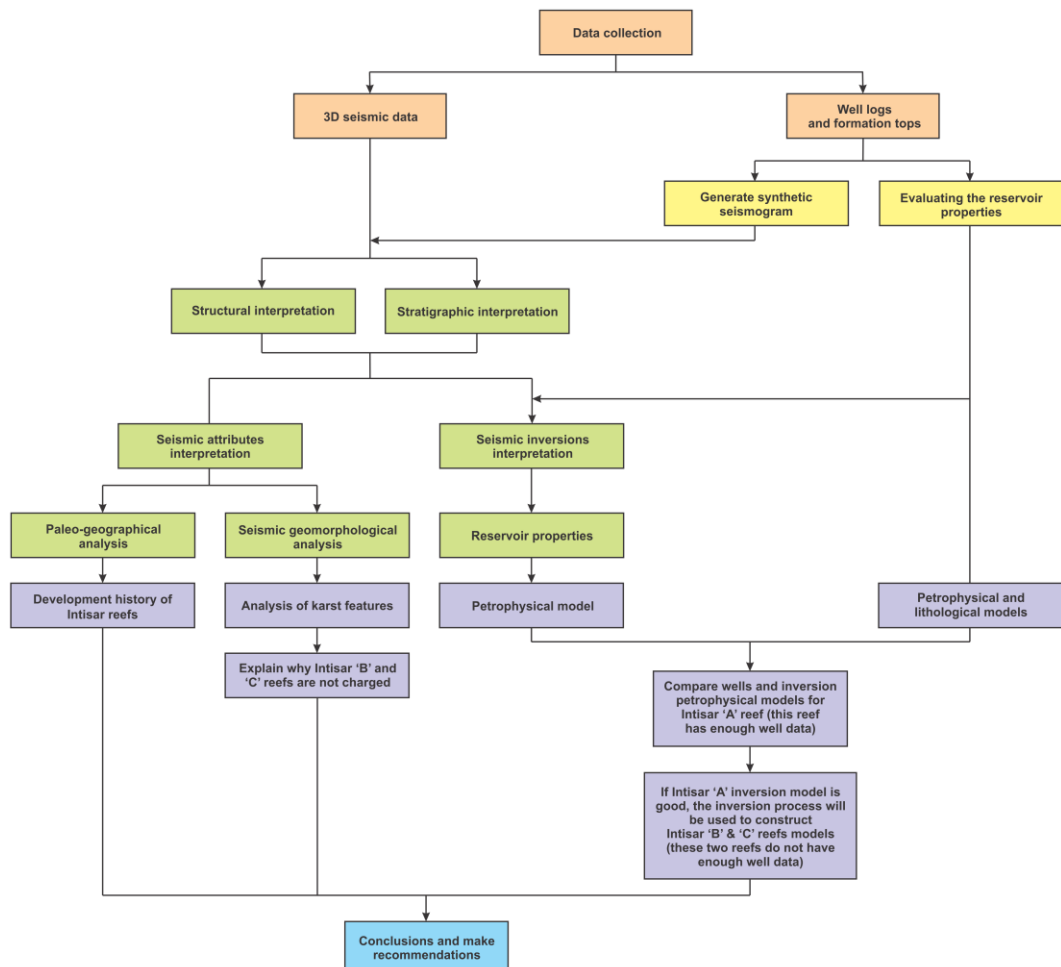 Data collection
3D seismic data
Well logs
and formation tops
Generate synthetic
seismogram
Evaluating the reservoir
properties
Structural interpretation
Stratigraphic interpretation
Seismic attributes
interpretation
Seismic inversions
interpretation
Paleo-geographical
analysis
Seismic geomorphological
analysis
Reservoir properties
Development history of
Intisar reefs
Analysis of karst features
Petrophysical model
Petrophysical and
lithological models
Explain why Intisar ‘B’ and
‘C’ reefs are not charged
Compare wells and inversion
petrophysical models for
Intisar ‘A’ reef (this reef
has enough well data)
If Intisar ‘A’ inversion model is
good, the inversion process will
be used to construct
Intisar ‘B’ & ‘C’ reefs models
(these two reefs do not have
enough well data)
Conclusions and make
recommendations